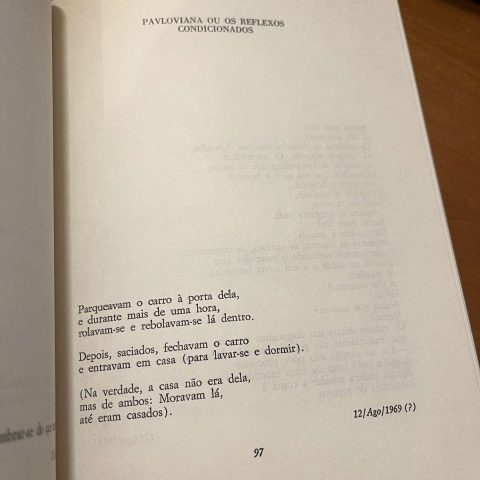 PAVLOVIANA OU OS REFLEXOS
CONDICIONADOS
Parqueavam o carro à porta dela,
e durante mais de uma hora,
rolavam-se e rebolavam-se lá dentro.
Depois, saciados, fechavam o carro
e entravam em casa (para lavar-se e dormir).
(Na verdade, a casa não era dela,
mas de ambos: Moravam lá,
até eram casados).
12/Ago/1969 (?)
97